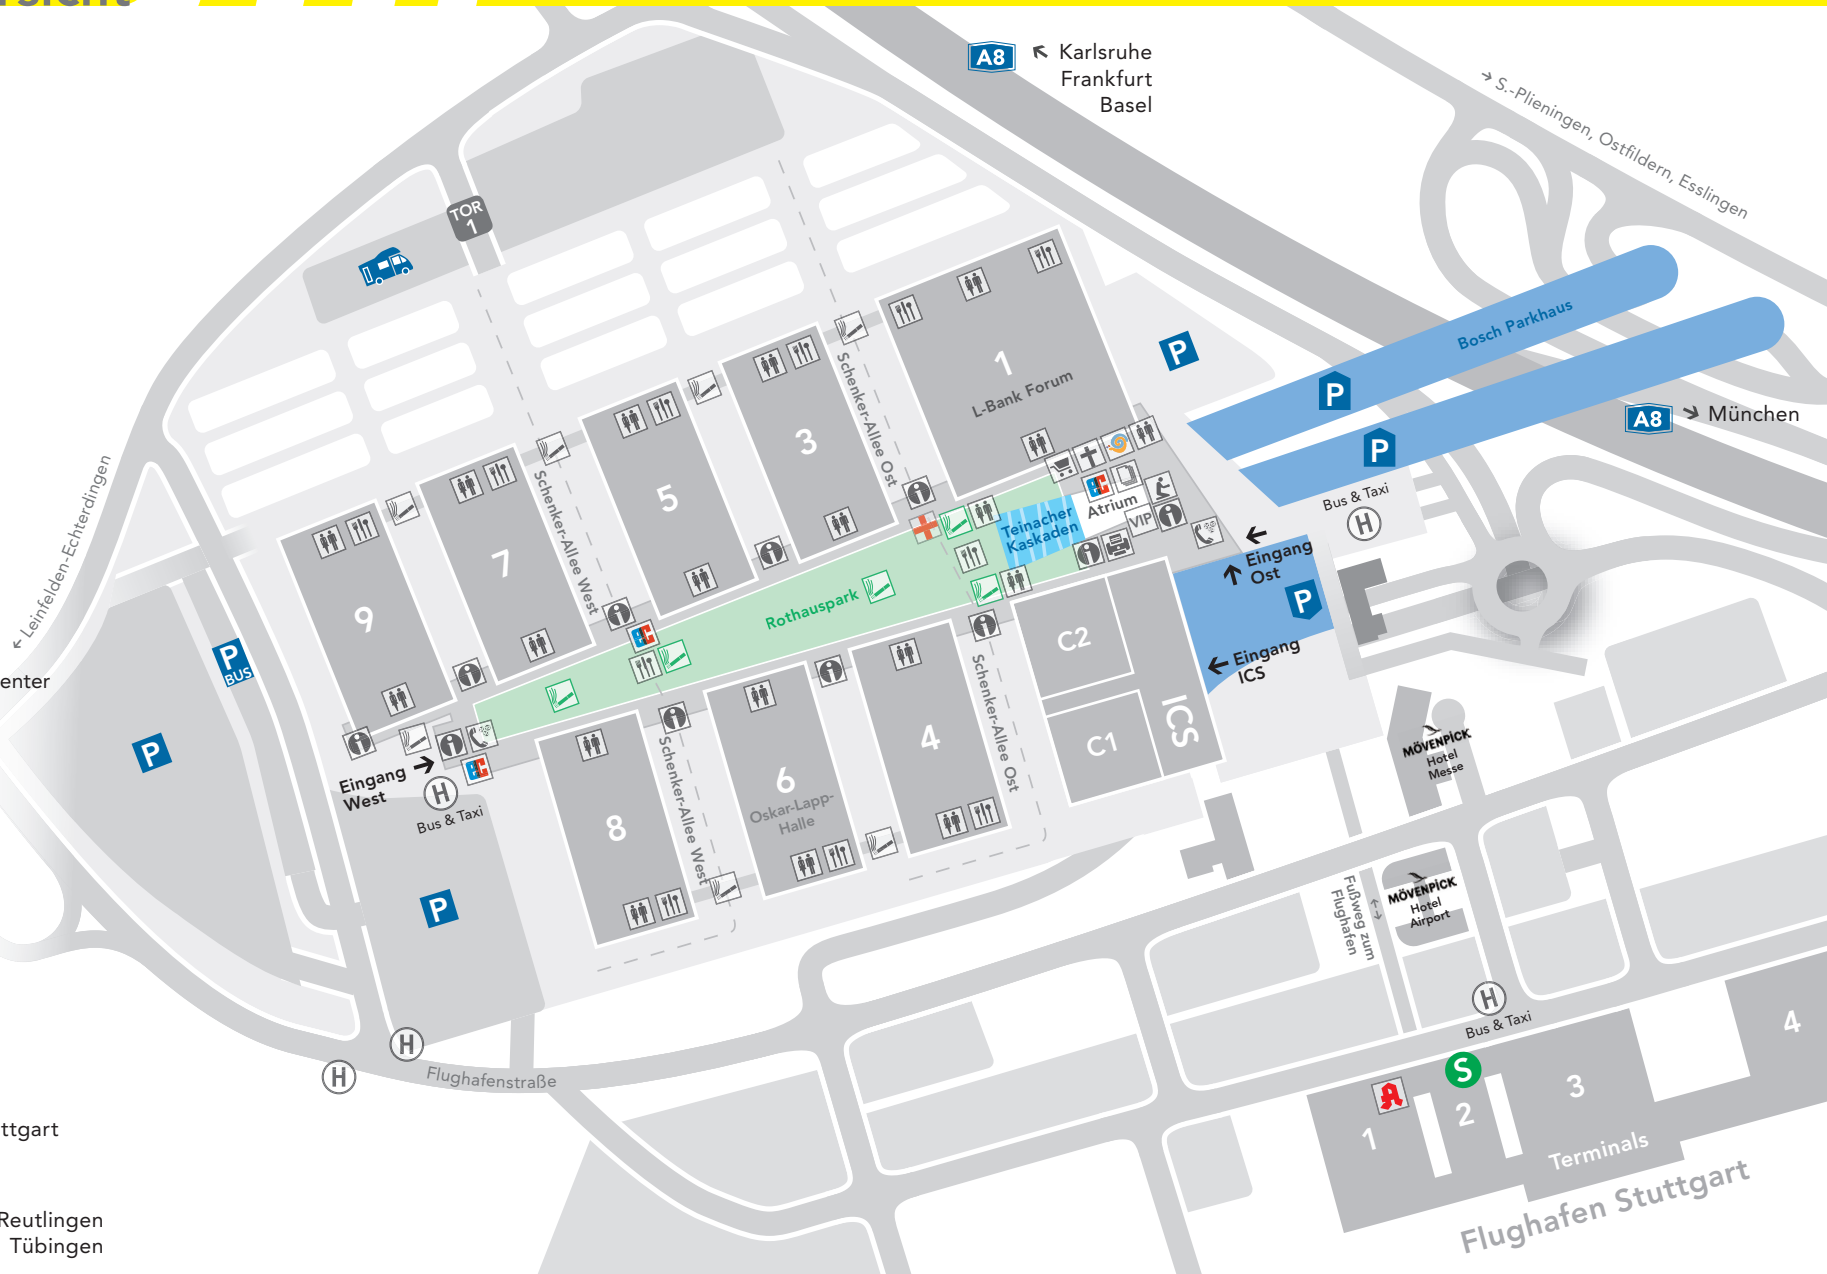 A8
Karlsruhe
Frankfurt
Basel
→ S.-Plieningen, Ostfildern, Esslingen
TOR
1
Bosch Parkhaus
P
P
P
A8
München
1
L-Bank Forum
Schenker-Allee Ost
3
5
Schenker-Allee West
7
9
← Leinfelden-Echterdingen
enter
P
BUS
P
Atrium
VIP
EC
Teinacher
Kaskaden
Bus & Taxi
H
Eingang
Ost
P
Eingang
ICS
Rothauspark
EC
C2
C1
ICS
Schenker-Allee Ost
4
6
Oskar-Lapp-
Halle
Schenker-Allee West
8
Eingang
West
EC
H
Bus & Taxi
P
MÖVENPICK
Hotel
Messe
MÖVENPICK
Hotel
Airport
Fußweg zum
Flughafen
H
Bus & Taxi
H
H
Flughafenstraße
S
A
1
2
3
4
Terminals
Flughafen Stuttgart
ttgart
Reutlingen
Tübingen